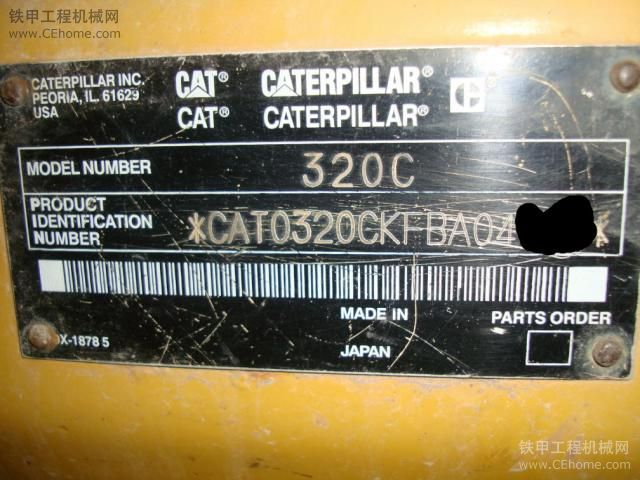 铁甲工程机械网
www.CEhome.com
CATERPILLAR INC.
PEORIA, IL. 61629
USA
CAT® CATERPILLAR®
CAT® CATERPILLAR®
MODEL NUMBER 320C
PRODUCT
IDENTIFICATION
NUMBER
*CAT0320CKFBA04
MADE IN
JAPAN
PARTS ORDER
X-1878 5
铁甲工程机械网
www.CEhome.com